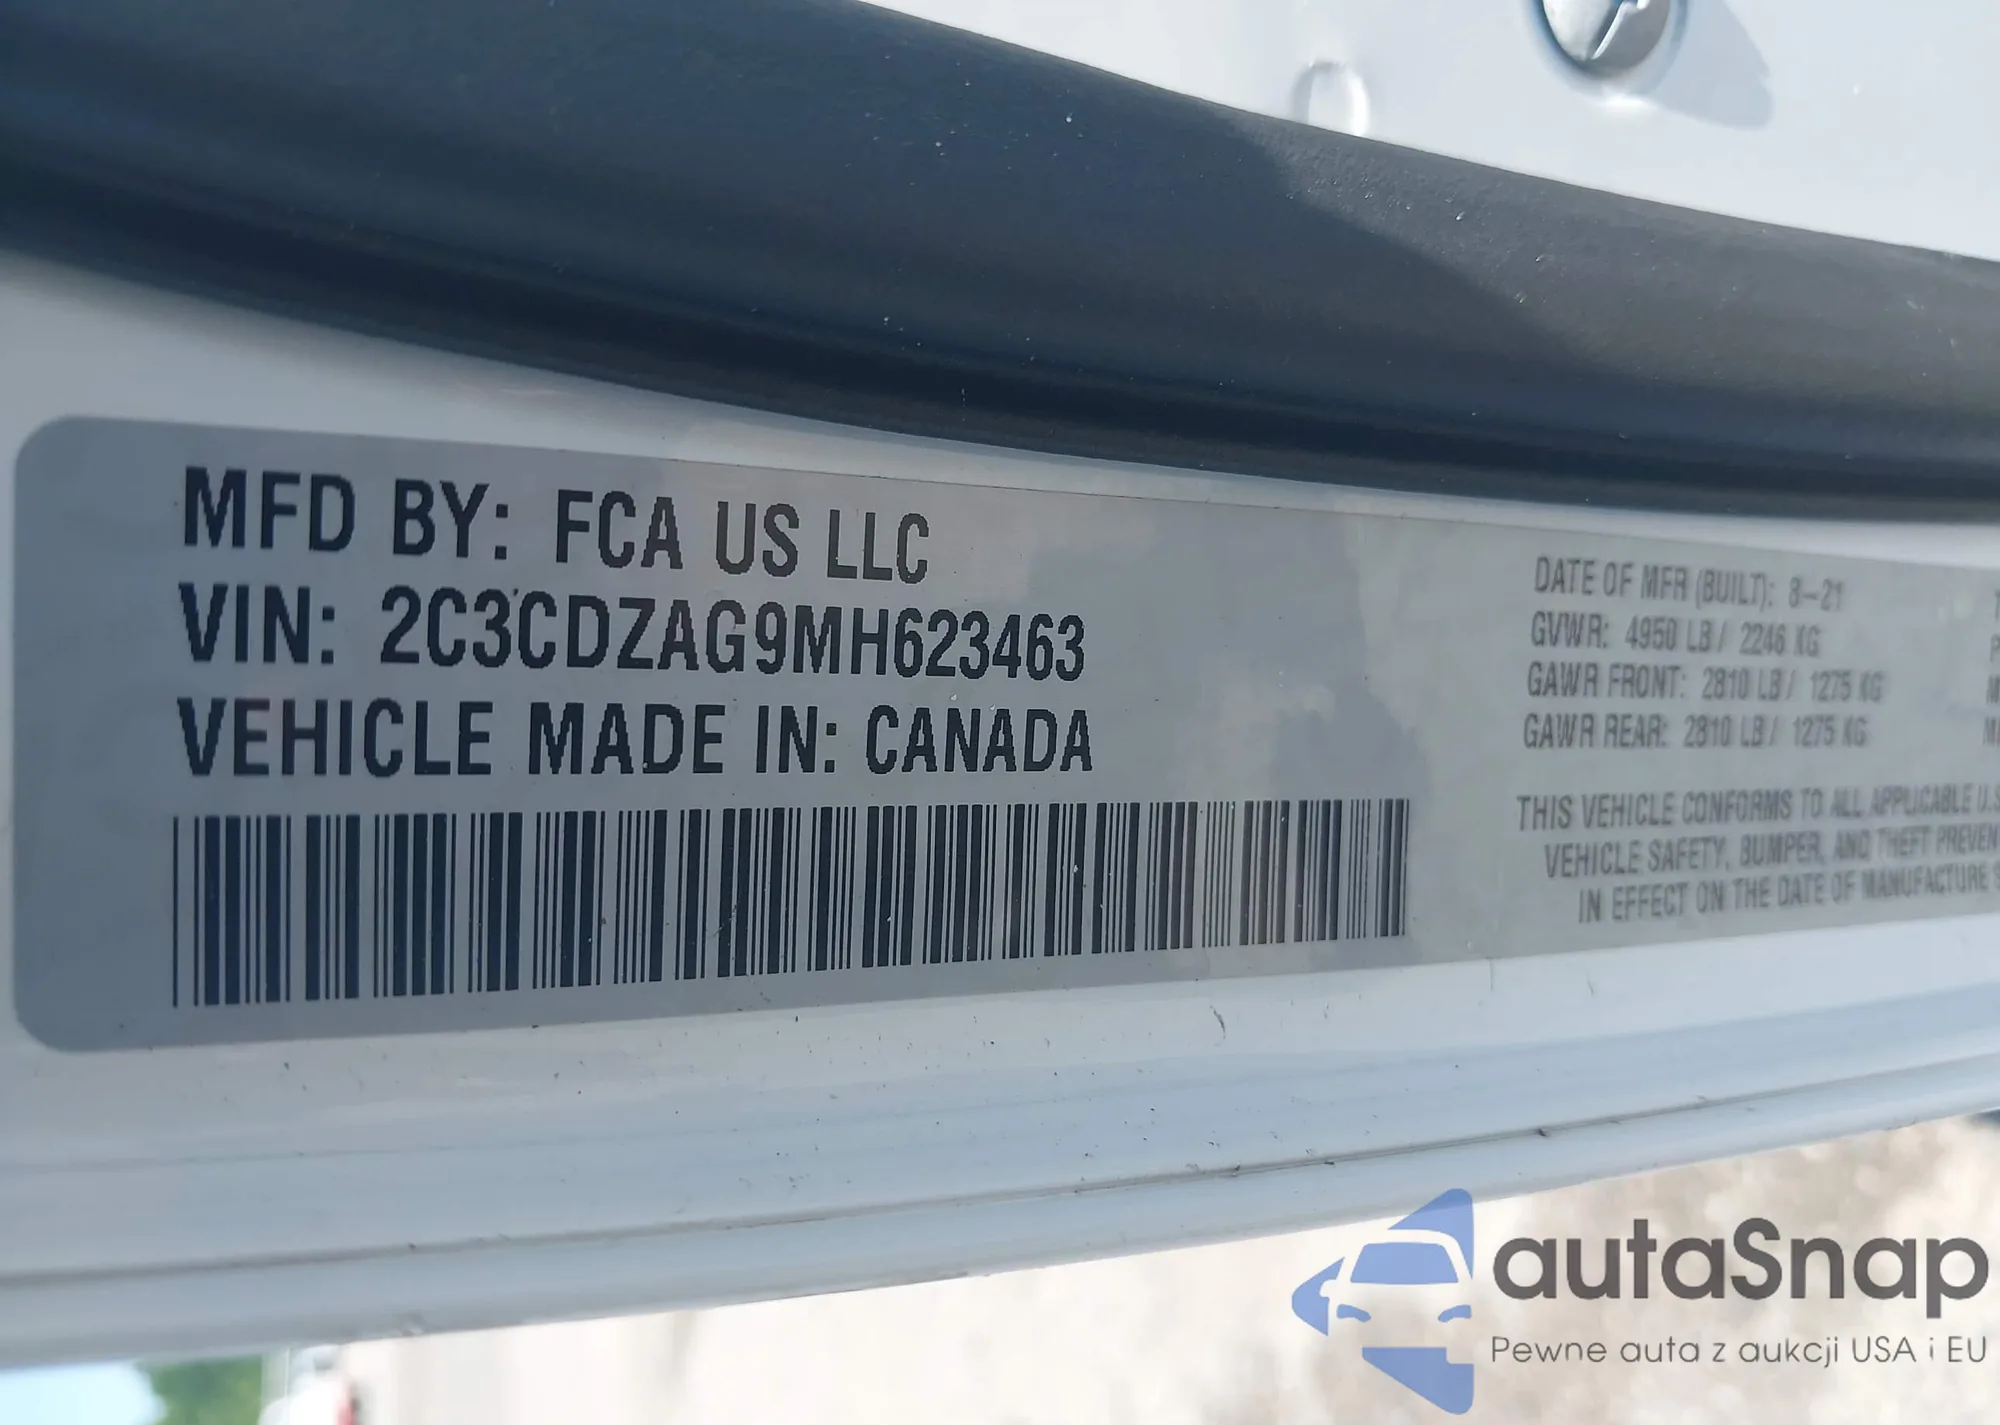 MFD BY: FCA US LLC
VIN: 2C3CDZAG9MH623463
VEHICLE MADE IN: CANADA
DATE OF MFR (BUILT): 8-21
GVWR: 4950 LB / 2246 KG
GAWR FRONT: 2810 LB / 1275 KG
GAWR REAR: 2810 LB / 1275 KG
THIS VEHICLE CONFORMS TO ALL APPLICABLE U.S
VEHICLE SAFETY, BUMPER, AND THEFT PREVEN
IN EFFECT ON THE DATE OF MANUFACTURE S
autaSnap
Pewne auta z aukcji USA i EU